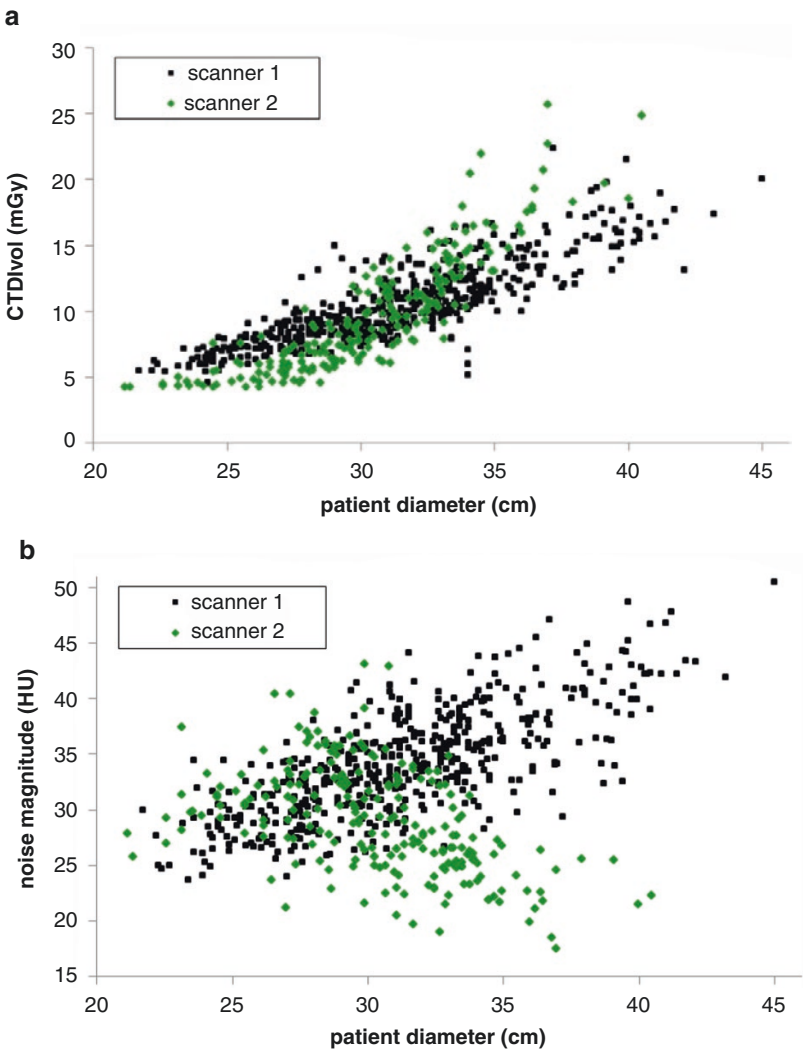 a
30
25
20
15
10
5
0
CTDIvol (mGy)
scanner 1
scanner 2
20 25 30 35 40 45
patient diameter (cm)
b
50
45
40
35
30
25
20
15
noise magnitude (HU)
scanner 1
scanner 2
20 25 30 35 40 45
patient diameter (cm)